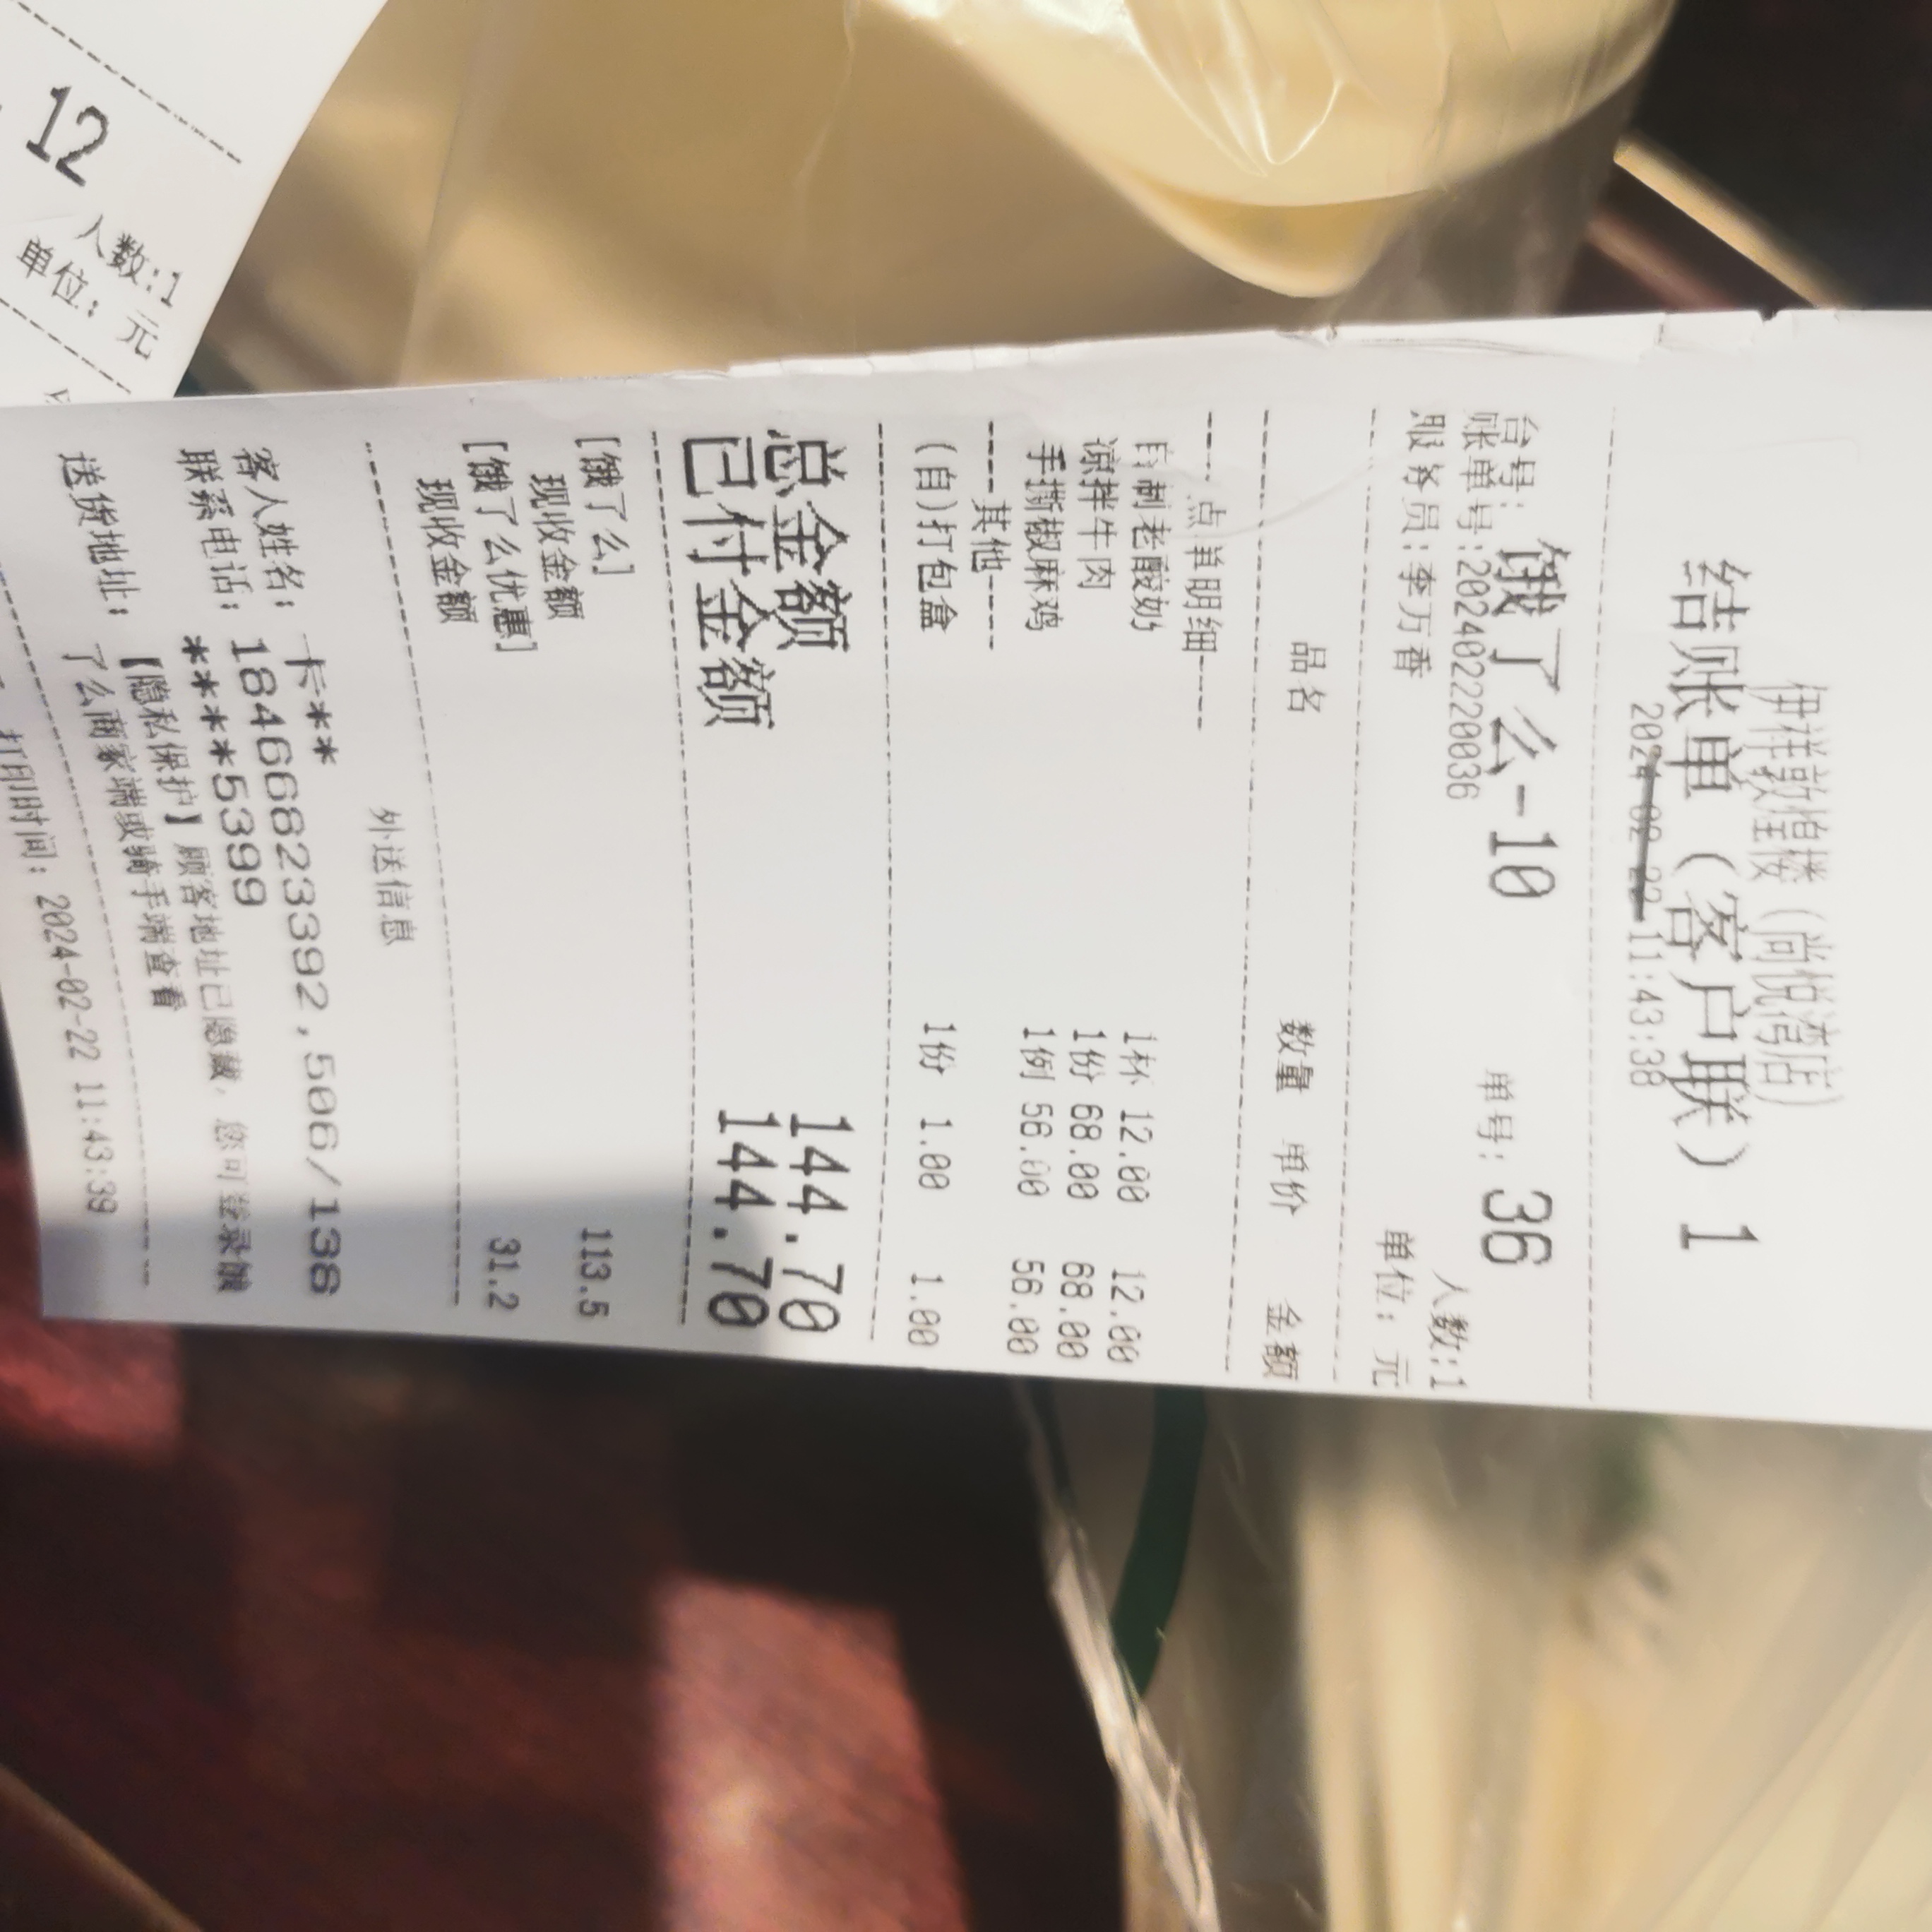 伊祥敦煌楼（尚悦湾店）
结账单（客户联）1
2024-02-22 11:43:38
台号：饿了么-10 单号：36
账单号:20240222200036 人数:1
服务员:李万香 单位：元
品名 数量 单价 金额
----点单明细----
自制老酸奶 1杯 12.00 12.00
凉拌牛肉 1份 68.00 68.00
手撕椒麻鸡 1例 56.00 56.00
----其他----
(自)打包盒 1份 1.00 1.00
总金额 144.70
已付金额 144.70
[饿了么] 113.5
现收金额
[饿了么优惠] 31.2
现收金额
外送信息
客人姓名：卡**
联系电话：18466823392,506/136
****5399
送货地址：【隐私保护】顾客地址已隐藏，您可登录饿
了么商家端或骑手端查看
打印时间：2024-02-22 11:43:39
12
人数:1
单位：元